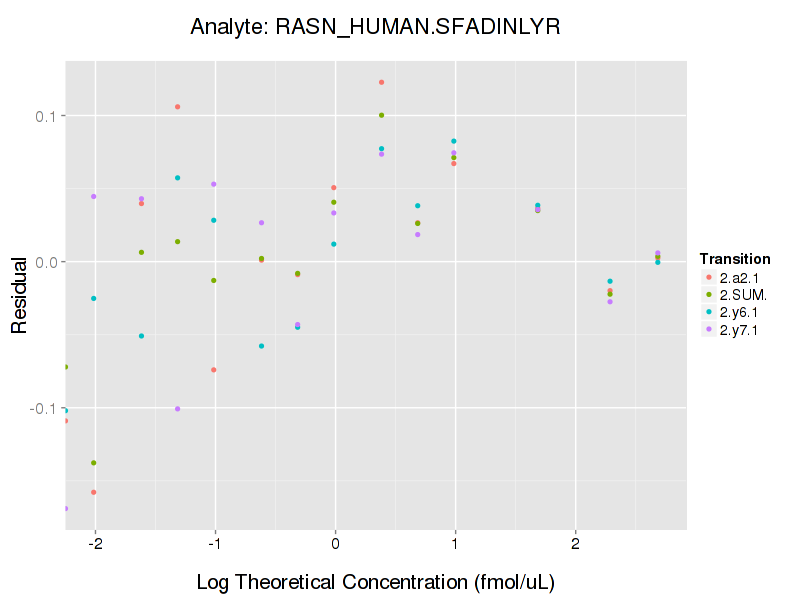 Analyte: RASN_HUMAN.SFADINLYR
0.1
0.0
-0.1
Residual
-2
-1
0
1
2
Log Theoretical Concentration (fmol/uL)
Transition
2.a2.1
2.SUM.
2.y6.1
2.y7.1